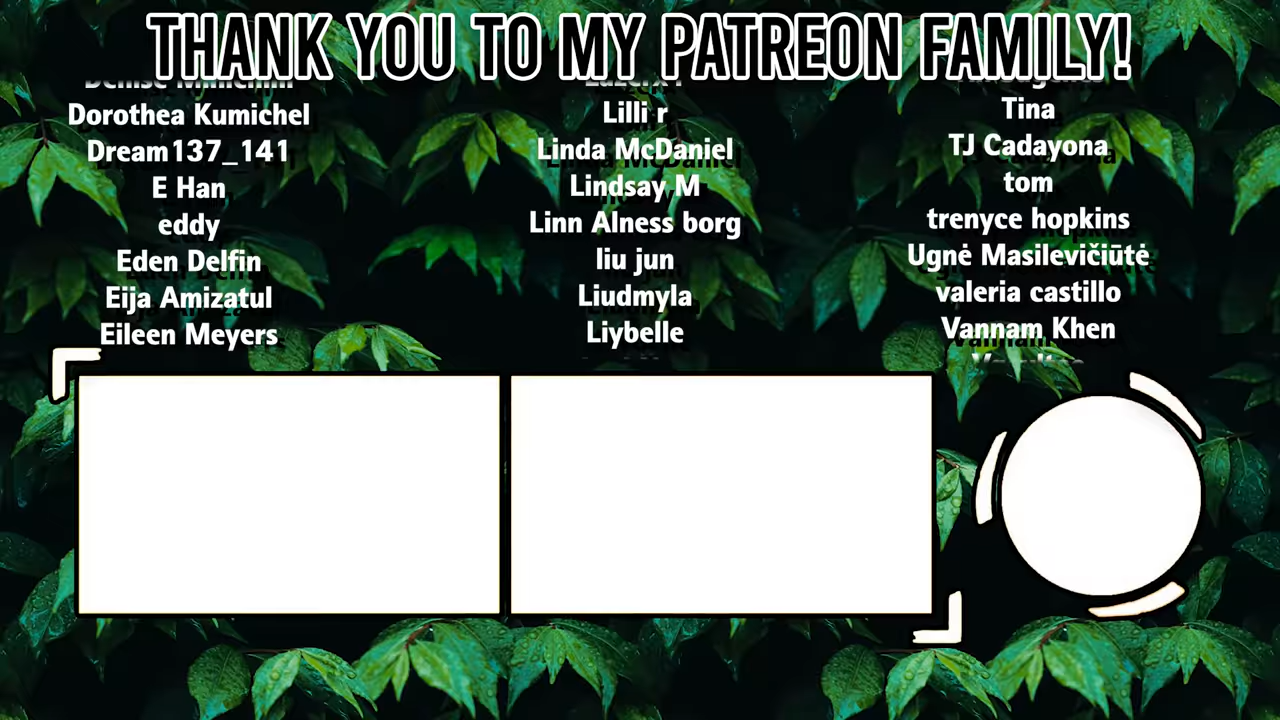 THANK YOU TO MY PATREON FAMILY!
Dorothea Kumichel
Dream137_141
E Han
eddy
Eden Delfin
Eija Amizatul
Eileen Meyers
Lilli r
Linda McDaniel
Lindsay M
Linn Alness borg
liu jun
Liudmyla
Liybelle
Tina
TJ Cadayona
tom
trenyce hopkins
Ugnė Masilevičiūtė
valeria castillo
Vannam Khen